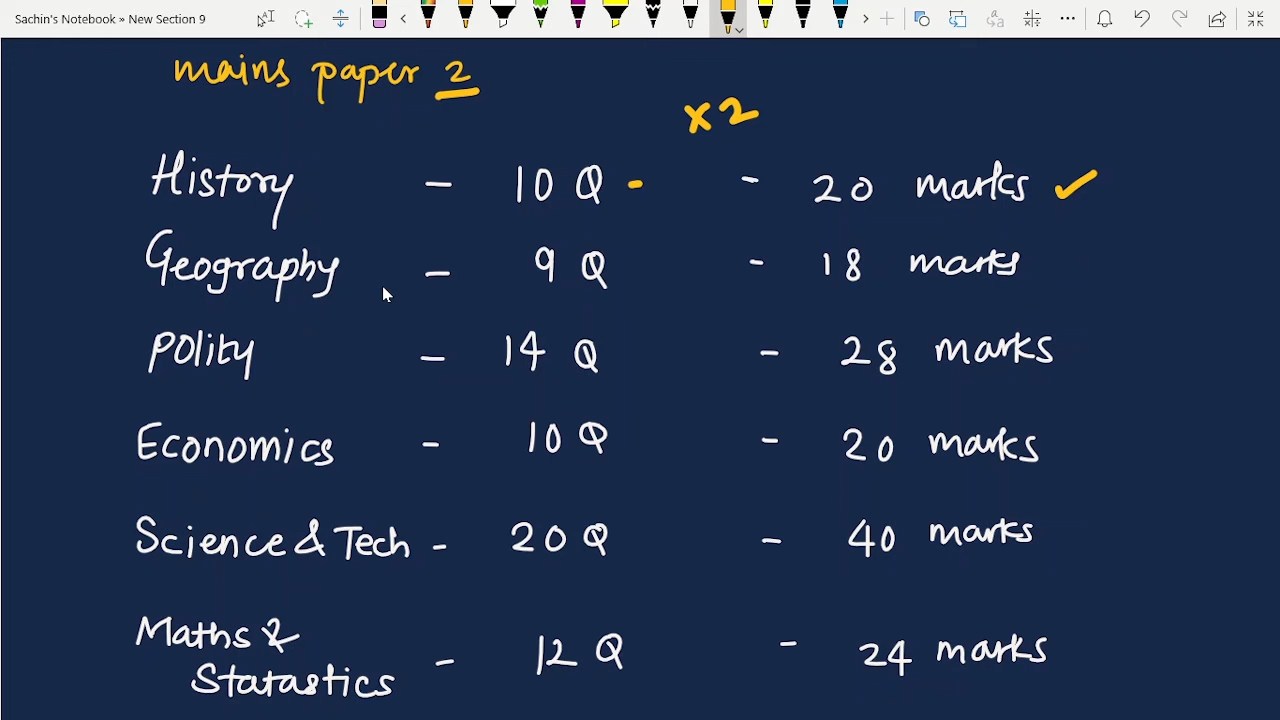 Sachin's Notebook » New Section 9
mains paper 2
x2
History - 10 Q - - 20 marks ✓
Geography - 9 Q - 18 marks
Polity - 14 Q - 28 marks
Economics - 10 Q - 20 marks
Science & Tech - 20 Q - 40 marks
Maths &
Statastics - 12 Q - 24 marks